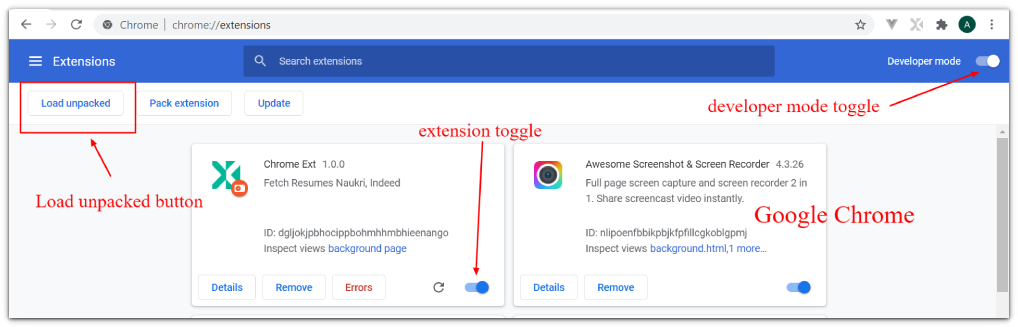 Chrome | chrome://extensions
A
Extensions
Search extensions
Developer mode
Load unpacked
Pack extension
Update
developer mode toggle
extension toggle
Load unpacked button
Chrome Ext 1.0.0
Fetch Resumes Naukri, Indeed
ID: dgljokjpbhocippbohmhhmbhieenango
Inspect views background page
Details
Remove
Errors
Awesome Screenshot & Screen Recorder 4.3.26
Full page screen capture and screen recorder 2 in
1. Share screencast video instantly.
Google Chrome
ID: nlipoenfbbikpbjkfpfillcgkoblgpmj
Inspect views background.html,1 more...
Details
Remove